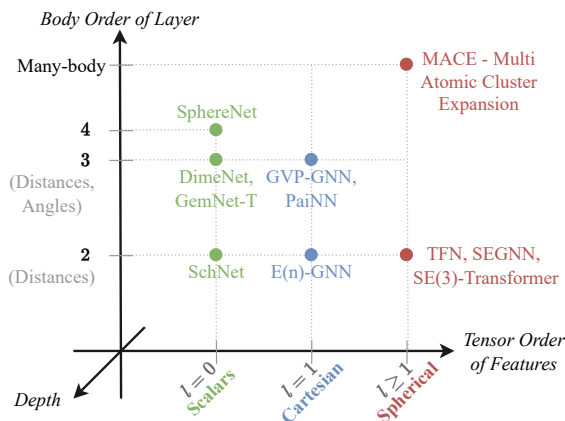 Body Order of Layer
Many-body
MACE - Multi
Atomic Cluster
Expansion
SphereNet
4
3
(Distances,
Angles)
DimeNet,
GemNet-T
GVP-GNN,
PaiNN
2
(Distances)
SchNet
E(n)-GNN
TFN, SEGNN,
SE(3)-Transformer
Tensor Order
of Features
Depth
l = 0
Scalars
l = 1
Cartesian
l ≥ 1
Spherical